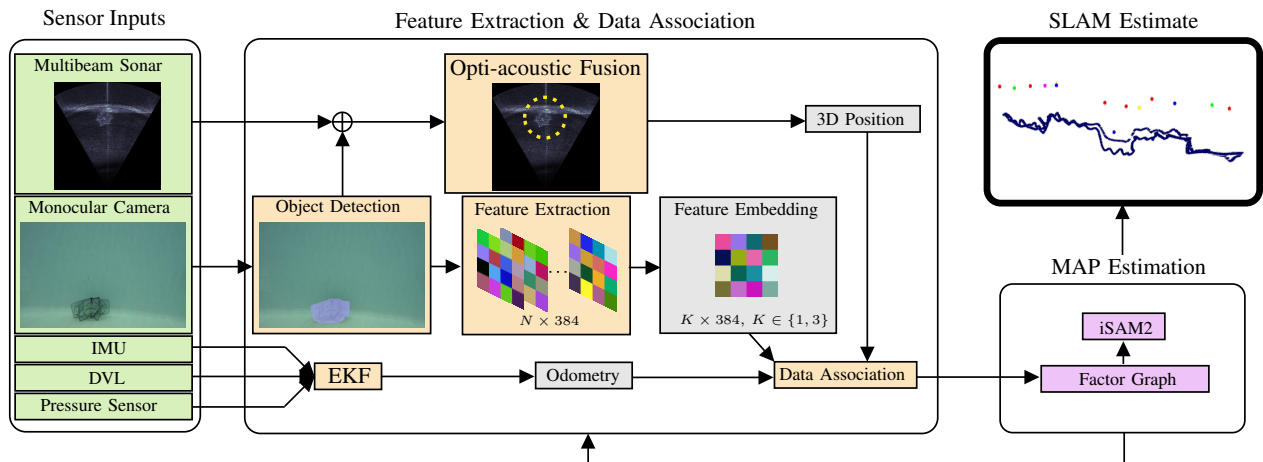 Sensor Inputs
Feature Extraction & Data Association
SLAM Estimate
Multibeam Sonar
Opti-acoustic Fusion
3D Position
Monocular Camera
Object Detection
Feature Extraction
Feature Embedding
...
N × 384
K × 384, K ∈ {1, 3}
MAP Estimation
iSAM2
Factor Graph
IMU
DVL
Pressure Sensor
EKF
Odometry
Data Association